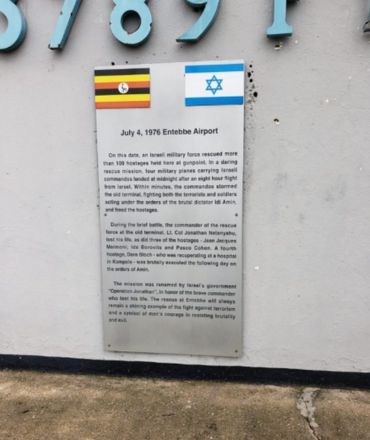 5789 1
July 4, 1976 Entebbe Airport
On this date, an Israeli military force rescued more
than 100 hostages held here at gunpoint. In a daring
rescue mission, four military planes carrying Israeli
commandos landed at midnight after an eight hour flight
from Israel. Within minutes, the commandos stormed
the old terminal, fighting both the terrorists and soldiers
acting under the orders of the brutal dictator Idi Amin,
and freed the hostages.
During the brief battle, the commander of the rescue
force at the old terminal, Lt. Col Jonathan Netanyahu,
lost his life, as did three of the hostages - Jean Jacques
Maimoni, Ida Borovits and Pasco Cohen. A fourth
hostage, Dora Bloch - who was recuperating at a hospital
in Kampala - was brutally executed the following day on
the orders of Amin.
The mission was renamed by Israel's government
"Operation Jonathan", in honor of the brave commander
who lost his life. The rescue at Entebbe will always
remain a shining example of the fight against terrorism
and a symbol of man's courage in resisting brutality
and evil.